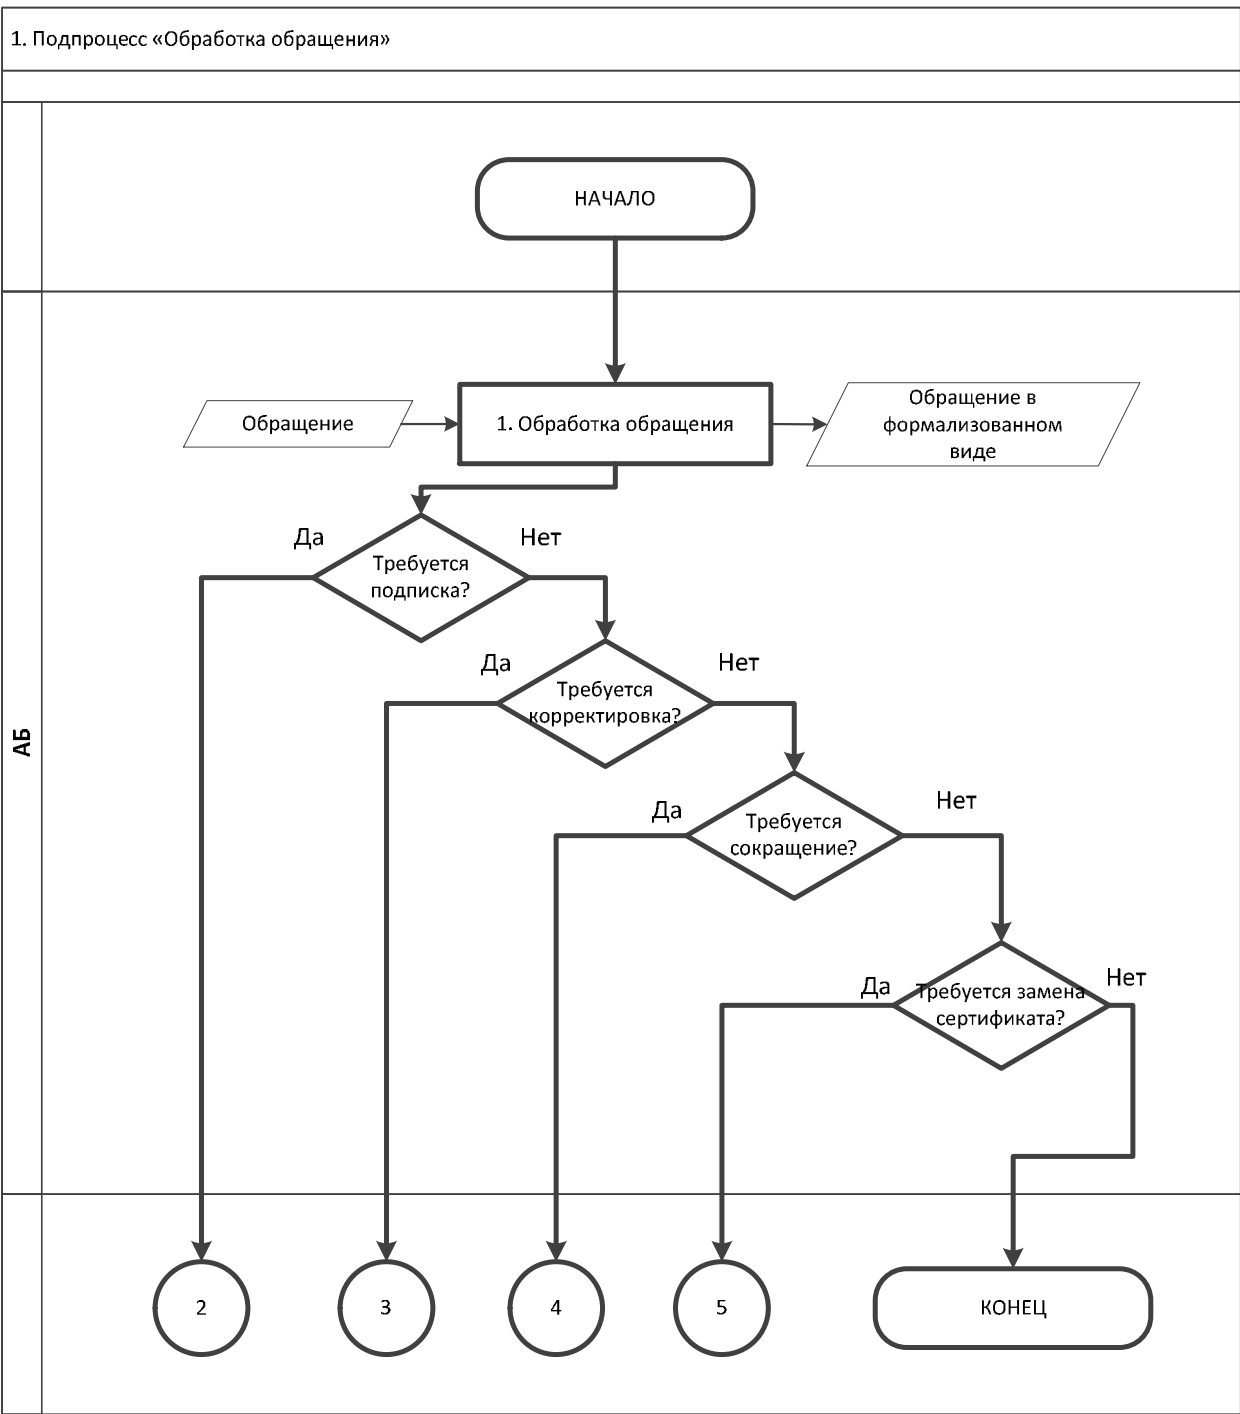 1. Подпроцесс «Обработка обращения»
НАЧАЛО
Обращение
1. Обработка обращения
Обращение в
формализованном
виде
Да
Нет
Требуется
подписка?
Да
Нет
Требуется
корректировка?
Да
Нет
Требуется
сокращение?
Да
Нет
Требуется замена
сертификата?
АБ
2
3
4
5
КОНЕЦ